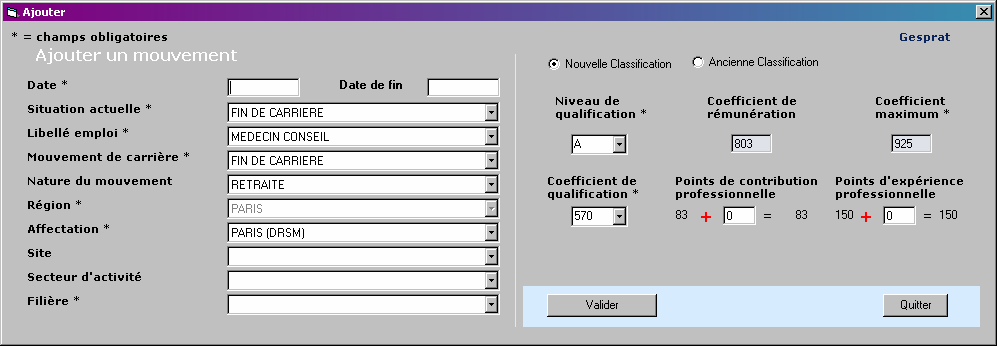 Ajouter
* = champs obligatoires
Gesprat
Ajouter un mouvement
Date *
Date de fin
Situation actuelle *
FIN DE CARRIERE
Libellé emploi *
MEDECIN CONSEIL
Mouvement de carrière *
FIN DE CARRIERE
Nature du mouvement
RETRAITE
Région *
PARIS
Affectation *
PARIS (DRSM)
Site
Secteur d'activité
Filière *
Nouvelle Classification
Ancienne Classification
Niveau de
qualification *
A
Coefficient de
rémunération
803
Coefficient
maximum *
925
Coefficient de
qualification *
570
Points de contribution
professionnelle
83 + 0 = 83
Points d'expérience
professionnelle
150 + 0 = 150
Valider
Quitter